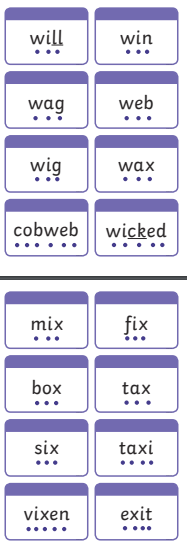 will win
wag web
wig wax
cobweb wicked
mix fix
box tax
six taxi
vixen exit